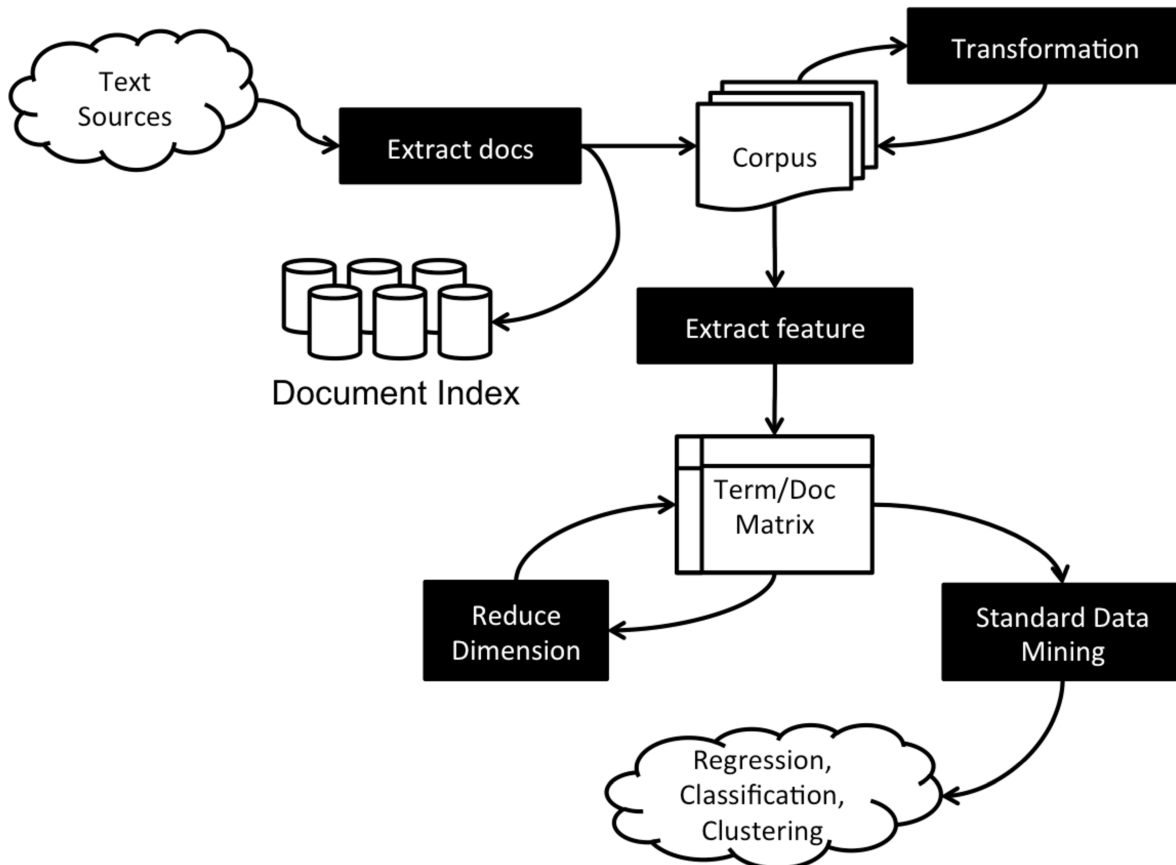 Text
Sources
Extract docs
Transformation
Corpus
Document Index
Extract feature
Term/Doc
Matrix
Reduce
Dimension
Standard Data
Mining
Regression,
Classification,
Clustering